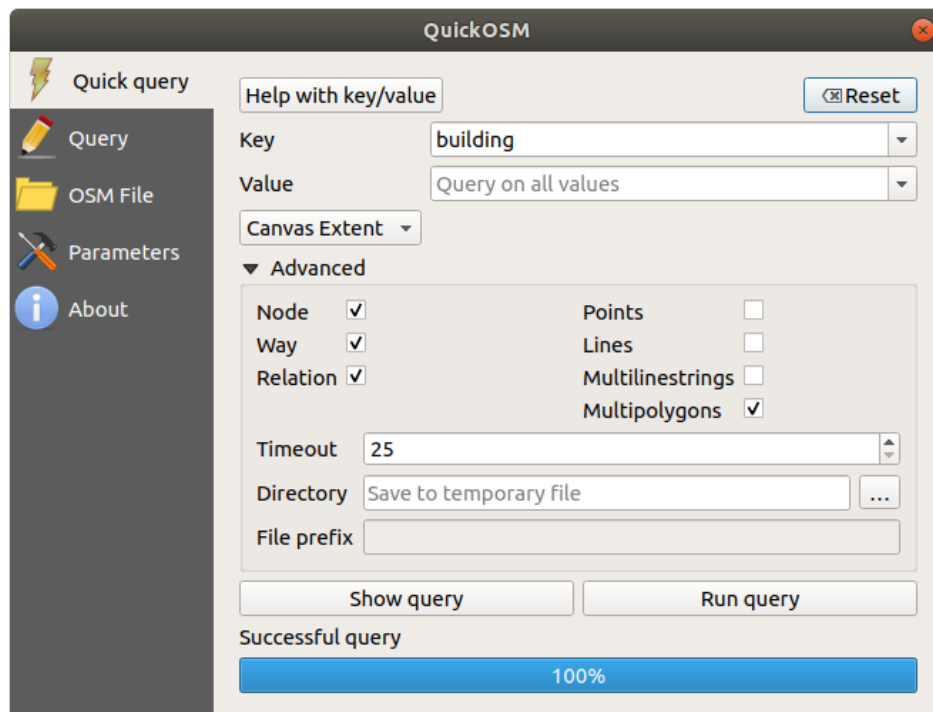 QuickOSM
Quick query
Query
OSM File
Parameters
About
Help with key/value
Reset
Key building
Value Query on all values
Canvas Extent
Advanced
Node Points
Way Lines
Relation Multilinestrings
Multipolygons
Timeout 25
Directory Save to temporary file ...
File prefix
Show query Run query
Successful query
100%